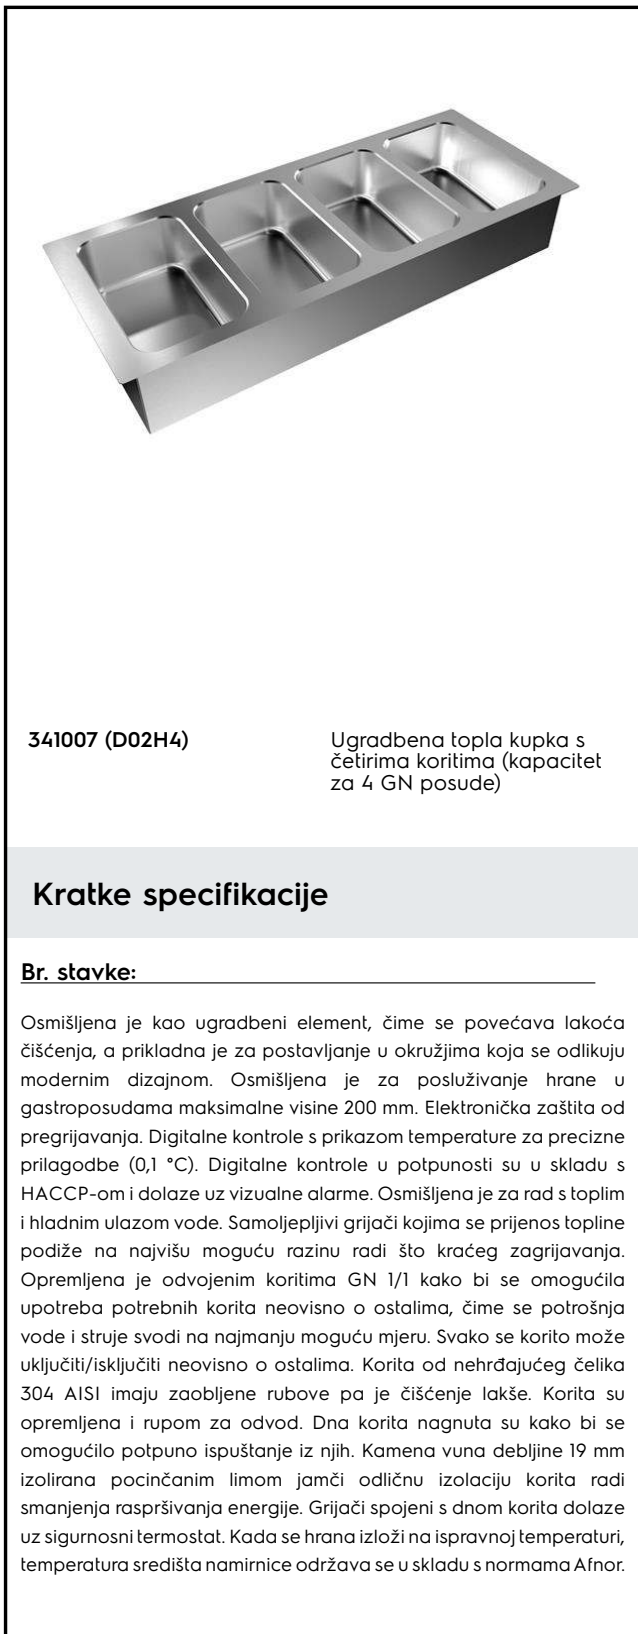 341007 (D02H4)
Ugradbena topla kupka s
četirima koritima (kapacitet
za 4 GN posude)
Kratke specifikacije
Br. stavke:
Osmišljena je kao ugradbeni element, čime se povećava lakoća
čišćenja, a prikladna je za postavljanje u okružjima koja se odlikuju
modernim dizajnom. Osmišljena je za posluživanje hrane u
gastroposudama maksimalne visine 200 mm. Elektronička zaštita od
pregrijavanja. Digitalne kontrole s prikazom temperature za precizne
prilagodbe (0,1 °C). Digitalne kontrole u potpunosti su u skladu s
HACCP-om i dolaze uz vizualne alarme. Osmišljena je za rad s toplim
i hladnim ulazom vode. Samoljepljivi grijači kojima se prijenos topline
podiže na najvišu moguću razinu radi što kraćeg zagrijavanja.
Opremljena je odvojenim koritima GN 1/1 kako bi se omogućila
upotreba potrebnih korita neovisno o ostalima, čime se potrošnja
vode i struje svodi na najmanju moguću mjeru. Svako se korito može
uključiti/isključiti neovisno o ostalima. Korita od nehrđajućeg čelika
304 AISI imaju zaobljene rubove pa je čišćenje lakše. Korita su
opremljena i rupom za odvod. Dna korita nagnuta su kako bi se
omogućilo potpuno ispuštanje iz njih. Kamena vuna debljine 19 mm
izolirana pocinčanim limom jamči odličnu izolaciju korita radi
smanjenja raspršivanja energije. Grijači spojeni s dnom korita dolaze
uz sigurnosni termostat. Kada se hrana izloži na ispravnoj temperaturi,
temperatura središta namirnice održava se u skladu s normama Afnor.